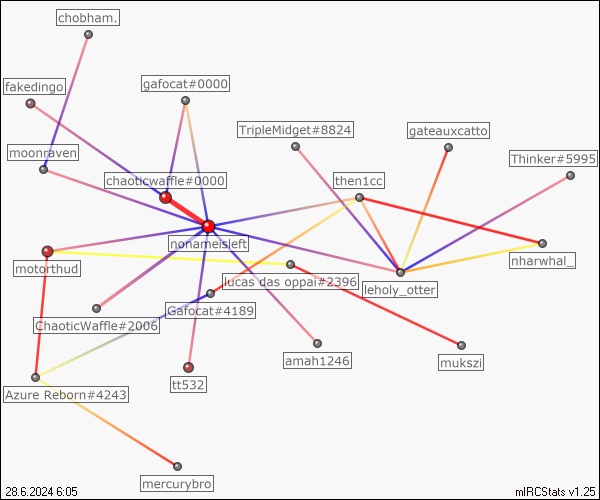 chobham.
fakedingo
gafocat#0000
TripleMidget#8824
gateauxcatto
moonraven
Thinker#5995
chaoticwaffle#0000
then1cc
nonameisleft
motorthud
lucas das oppai#2396
nharwhal_
leholy_otter
Gafocat#4189
ChaoticWaffle#2006
amah1246
mukszi
tt532
Azure Reborn#4243
mercurybro
28.6.2024 6:05
mIRCStats v1.25